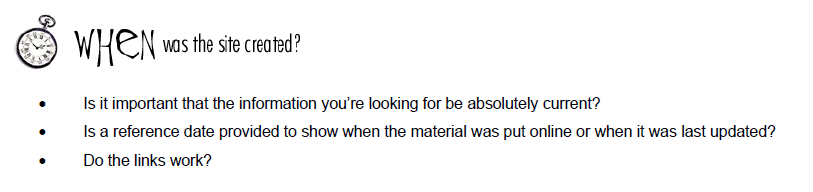 WHEN was the site created?
• Is it important that the information you're looking for be absolutely current?
• Is a reference date provided to show when the material was put online or when it was last updated?
• Do the links work?